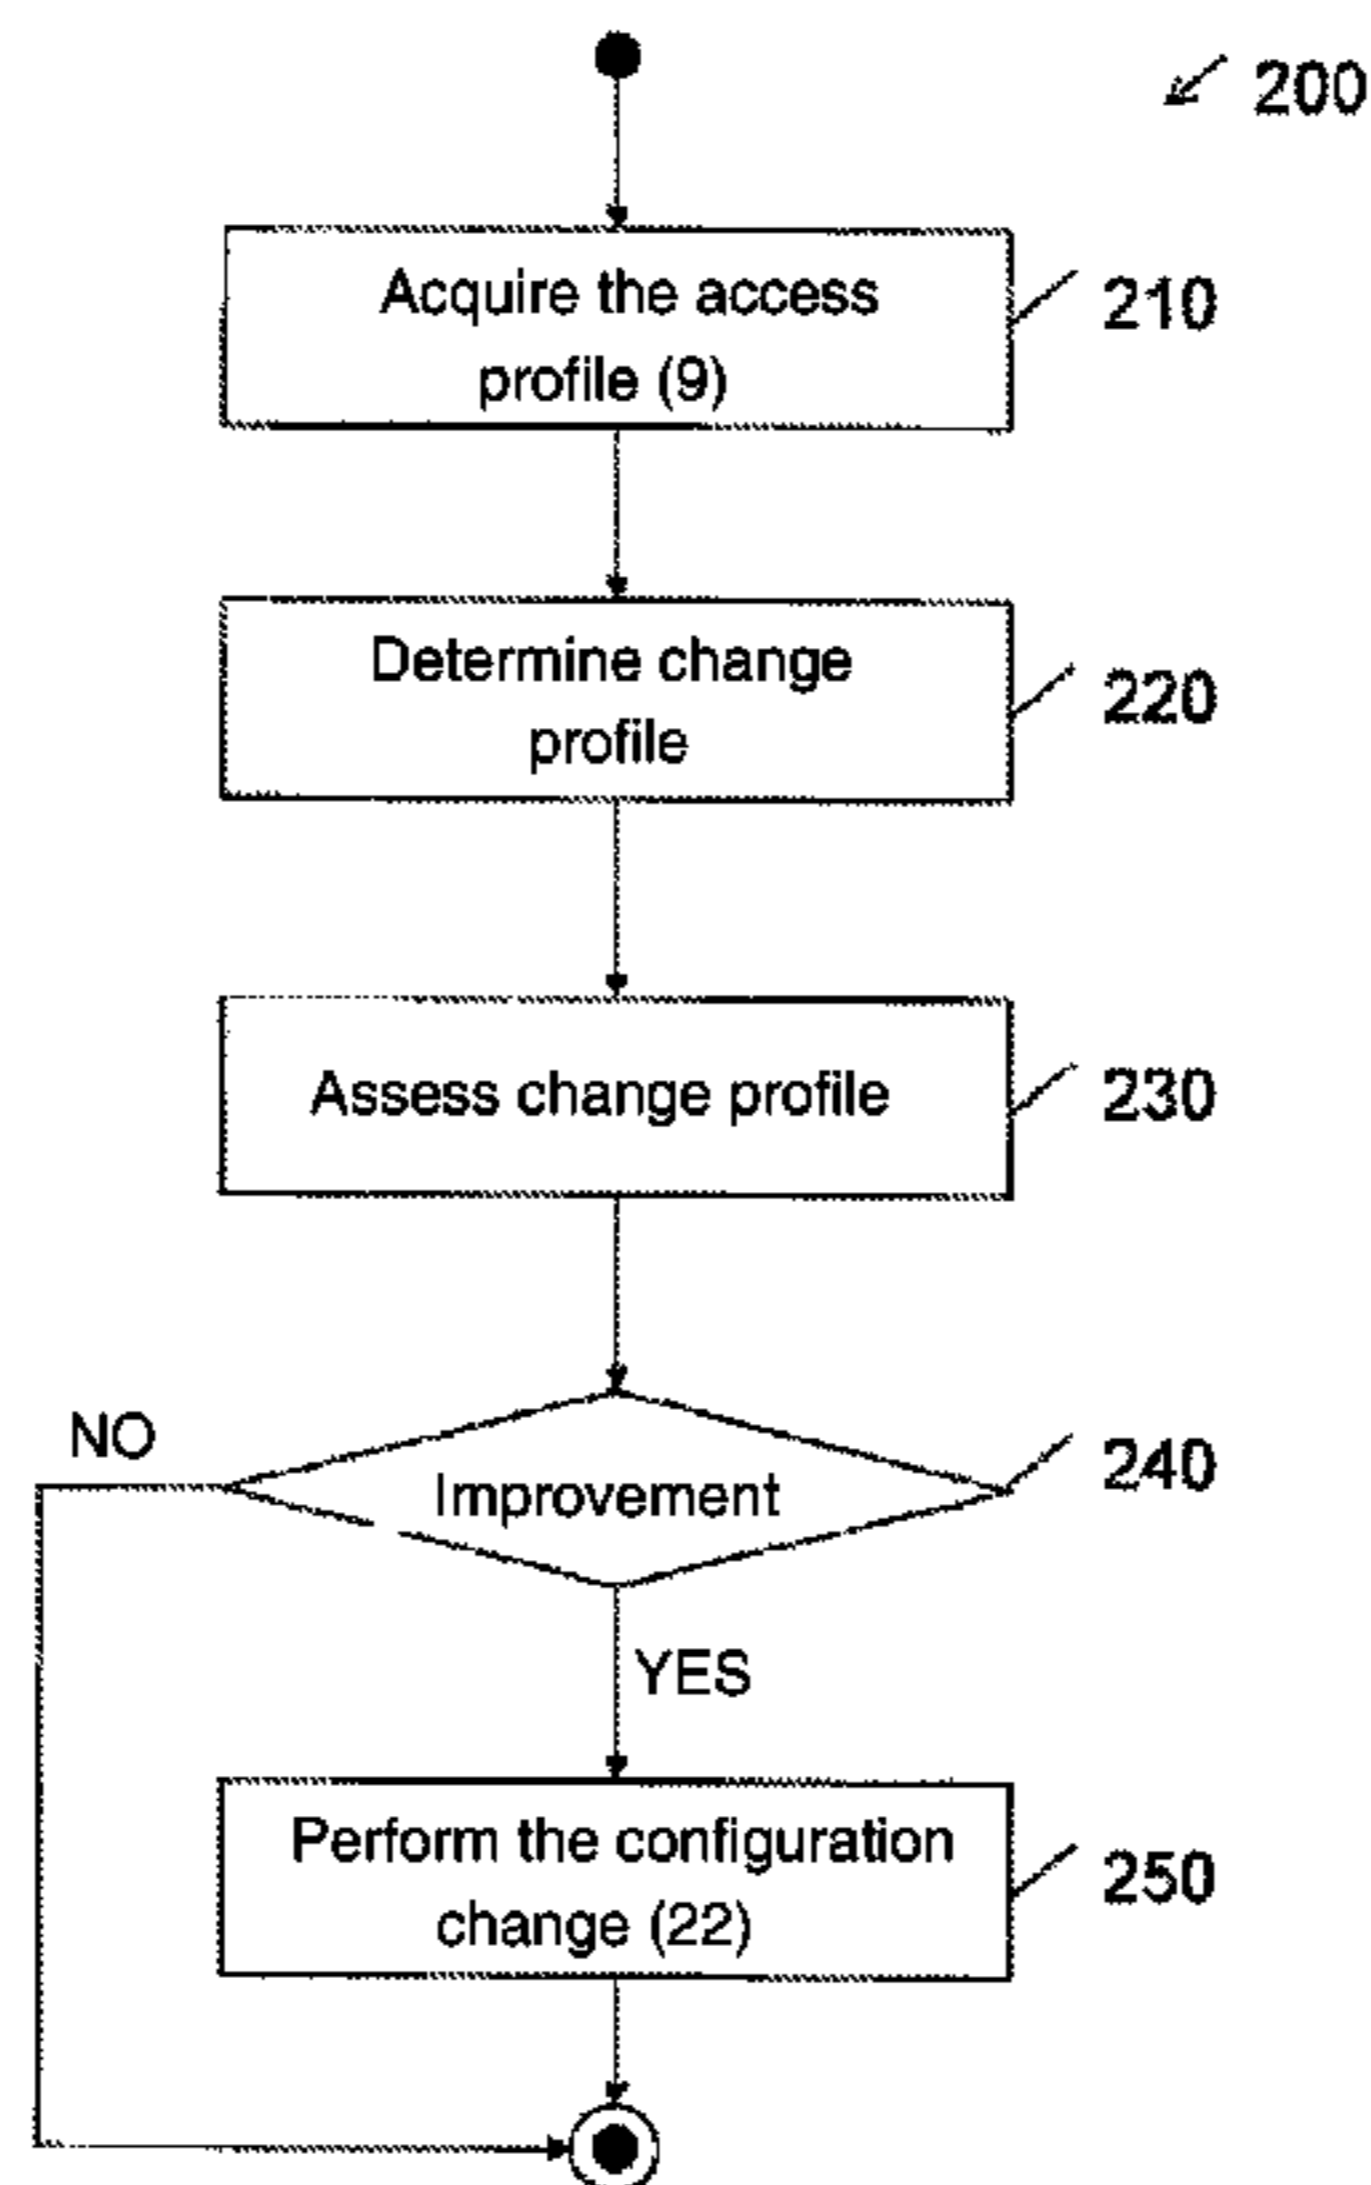 200
Acquire the access
profile (9)
210
Determine change
profile
220
Assess change profile
230
NO
Improvement
240
YES
Perform the configuration
change (22)
250